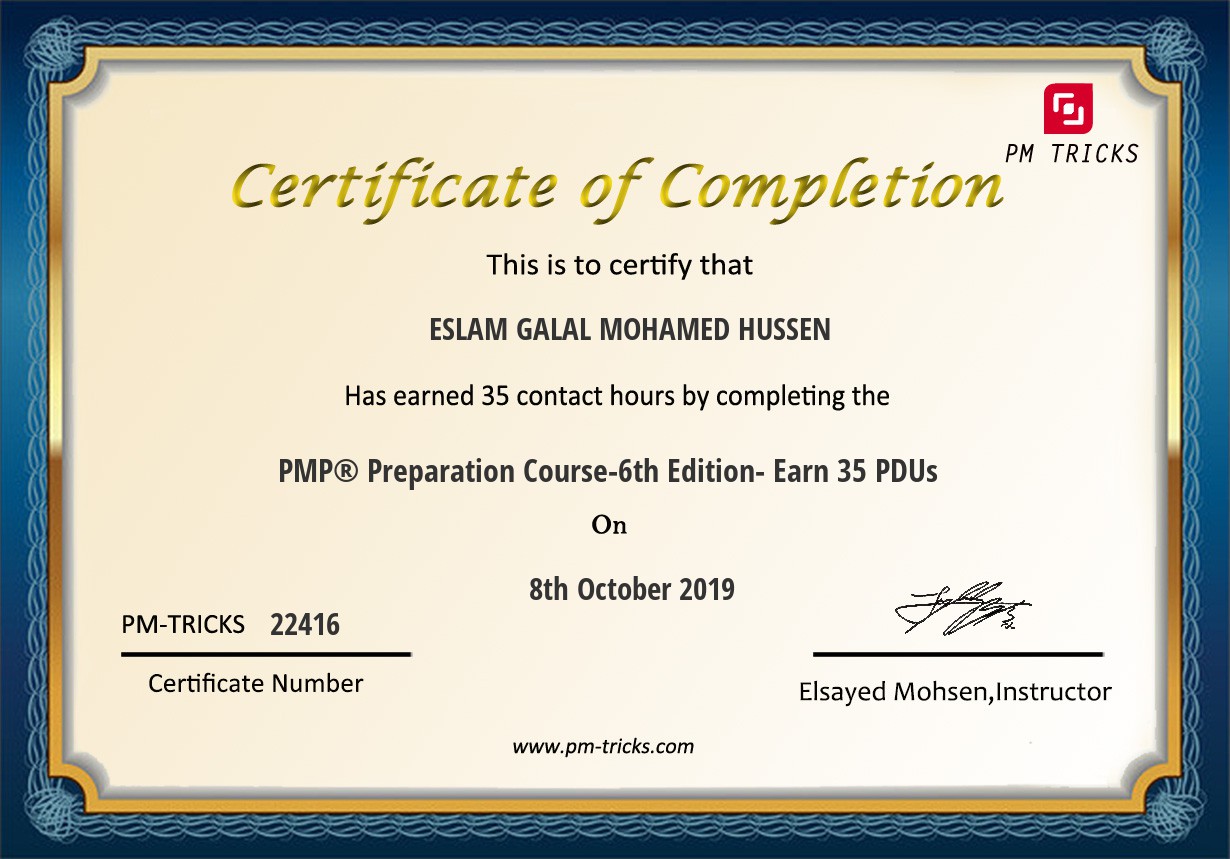 PM TRICKS
Certificate of Completion
This is to certify that
ESLAM GALAL MOHAMED HUSSEN
Has earned 35 contact hours by completing the
PMP® Preparation Course-6th Edition- Earn 35 PDUs
On
8th October 2019
PM-TRICKS 22416
Certificate Number
Elsayed Mohsen,Instructor
www.pm-tricks.com